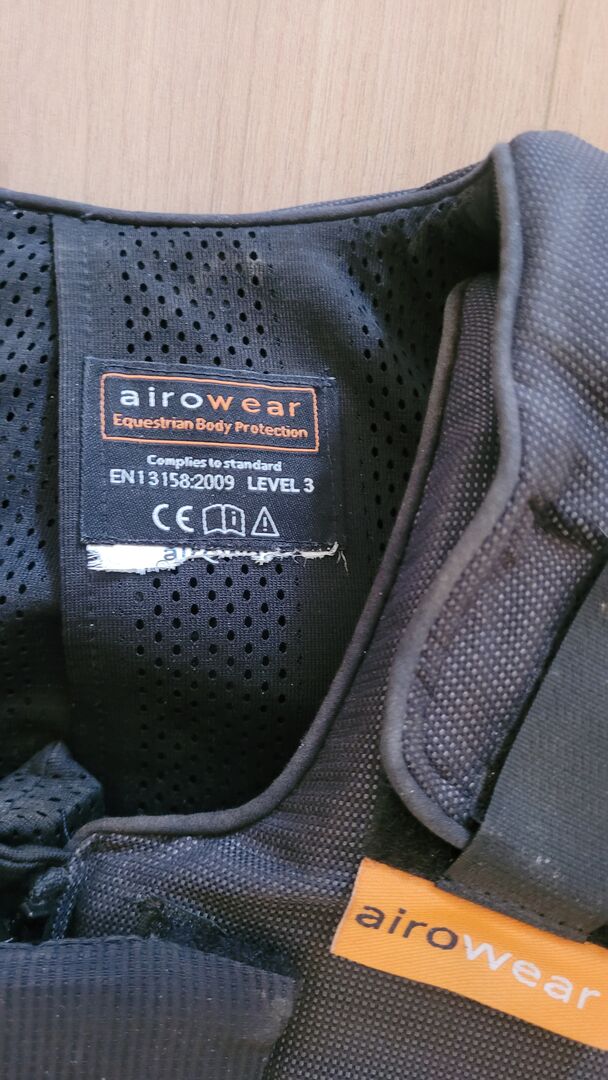 airowear
Equestrian Body Protection
Complies to standard
EN13158:2009 LEVEL 3
CE
airowear